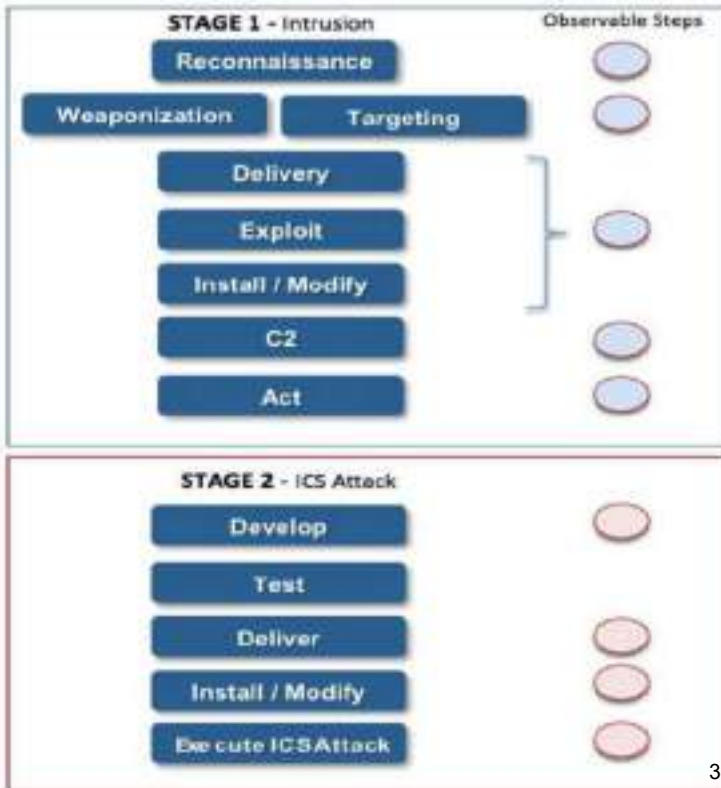 STAGE 1 - Intrusion Observable Steps
Reconnaissance
Weaponization Targeting
Delivery
Exploit
Install / Modify
C2
Act
STAGE 2 - ICS Attack
Develop
Test
Deliver
Install / Modify
Execute ICS Attack
3